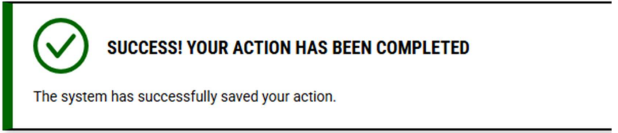 SUCCESS! YOUR ACTION HAS BEEN COMPLETED
The system has successfully saved your action.